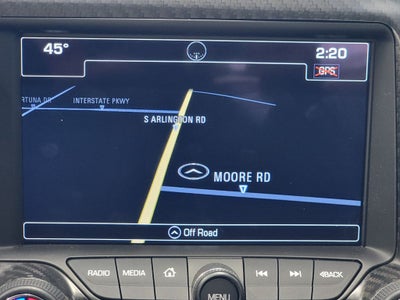 45°
2:20
GPS
RTUNA DR
INTERSTATE PKWY
S ARLINGTON RD
MOORE RD
Off Road
RADIO
MEDIA
MENU
BACK